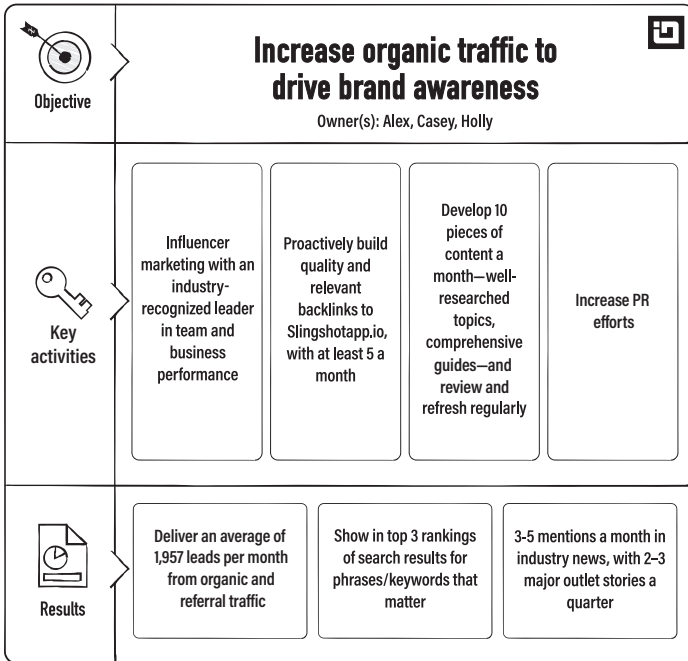 Objective
Increase organic traffic to
drive brand awareness
Owner(s): Alex, Casey, Holly
Key
activities
Influencer
marketing with an
industry-
recognized leader
in team and
business
performance
Proactively build
quality and
relevant
backlinks to
Slingshotapp.io,
with at least 5 a
month
Develop 10
pieces of
content a
month—well-
researched
topics,
comprehensive
guides—and
review and
refresh regularly
Increase PR
efforts
Results
Deliver an average of
1,957 leads per month
from organic and
referral traffic
Show in top 3 rankings
of search results for
phrases/keywords that
matter
3-5 mentions a month in
industry news, with 2–3
major outlet stories a
quarter